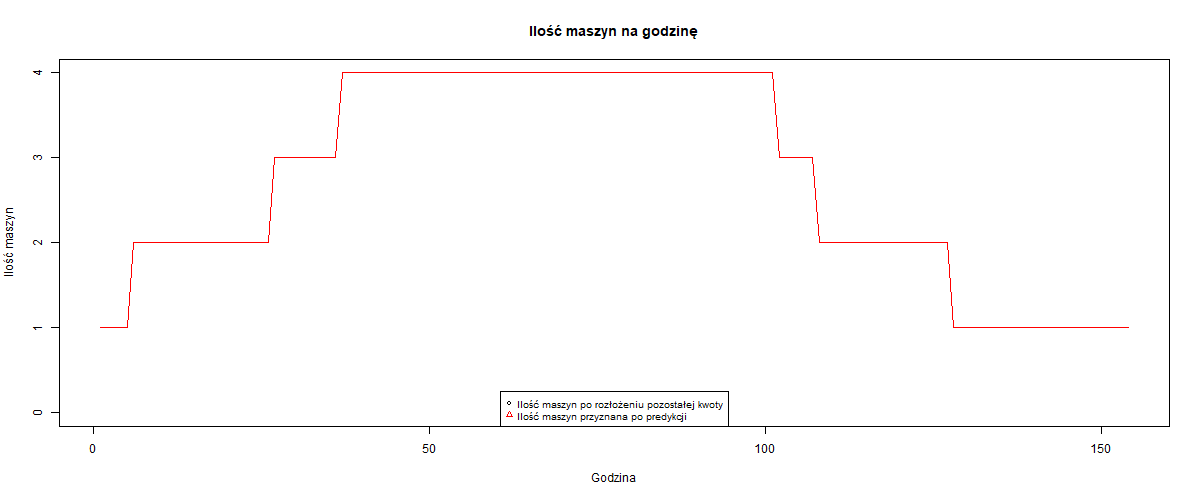 Ilość maszyn na godzinę
Ilość maszyn
4
3
2
1
0
Ilość maszyn po rozłożeniu pozostałej kwoty
Ilość maszyn przyznana po predykcji
0 50 100 150
Godzina